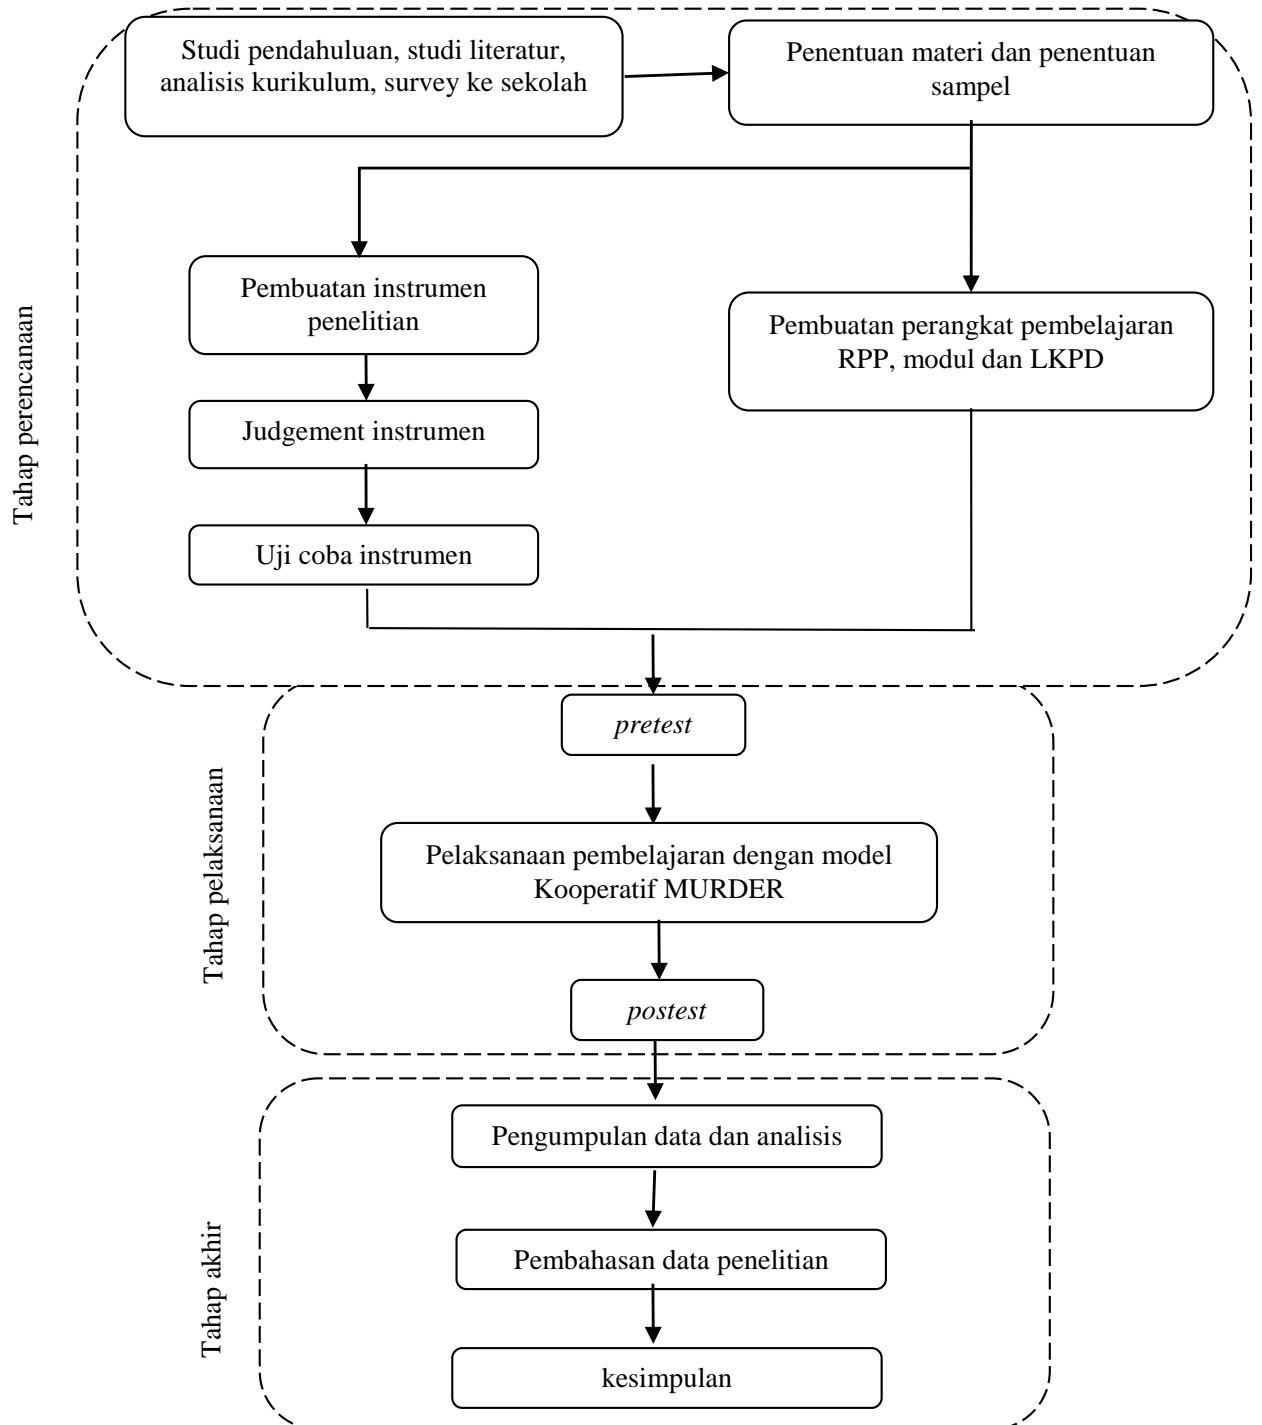 Studi pendahuluan, studi literatur,
analisis kurikulum, survey ke sekolah
Penentuan materi dan penentuan
sampel
Tahap perencanaan
Pembuatan instrumen
penelitian
Pembuatan perangkat pembelajaran
RPP, modul dan LKPD
Judgement instrumen
Uji coba instrumen
Tahap pelaksanaan
pretest
Pelaksanaan pembelajaran dengan model
Kooperatif MURDER
postest
Tahap akhir
Pengumpulan data dan analisis
Pembahasan data penelitian
kesimpulan